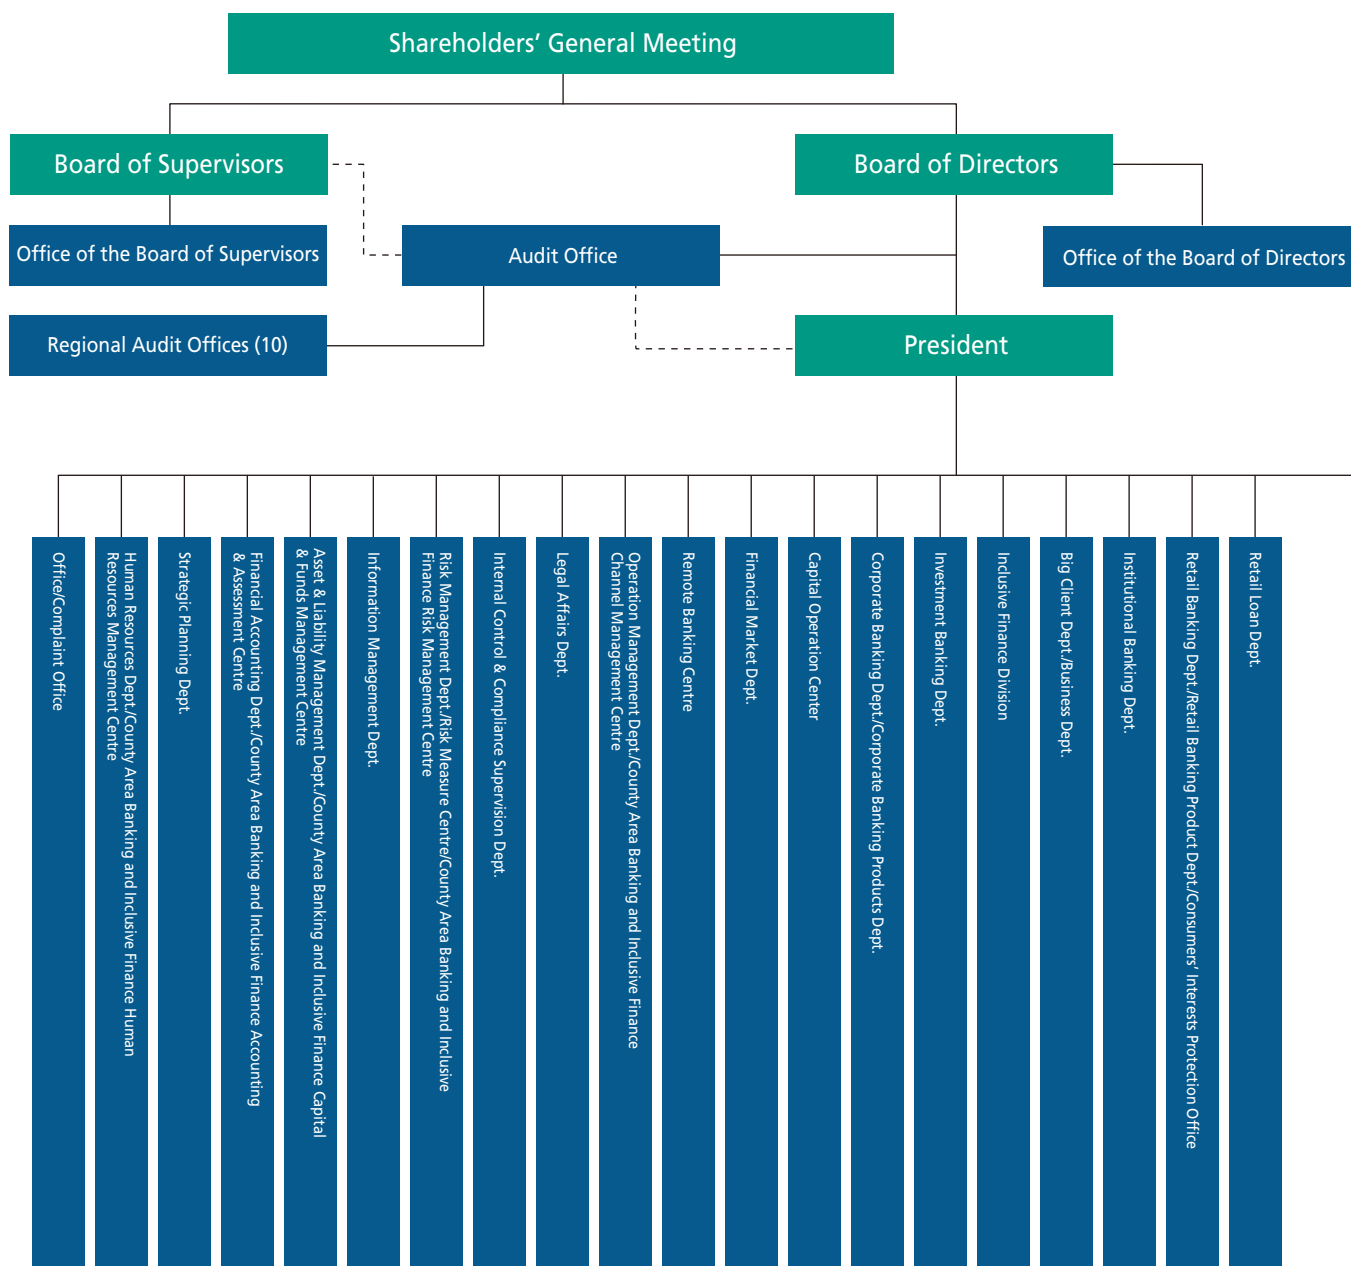 Shareholders’ General Meeting
Board of Supervisors
Board of Directors
Office of the Board of Supervisors
Audit Office
Office of the Board of Directors
Regional Audit Offices (10)
President
Office/Complaint Office
Human Resources Dept./County Area Banking and Inclusive Finance Human
Resources Management Centre
Strategic Planning Dept.
Financial Accounting Dept./County Area Banking and Inclusive Finance Accounting
& Assessment Centre
Asset & Liability Management Dept./County Area Banking and Inclusive Finance Capital
& Funds Management Centre
Information Management Dept.
Risk Management Dept./Risk Measure Centre/County Area Banking and Inclusive
Finance Risk Management Centre
Internal Control & Compliance Supervision Dept.
Legal Affairs Dept.
Operation Management Dept./County Area Banking and Inclusive Finance
Channel Management Centre
Remote Banking Centre
Financial Market Dept.
Capital Operation Center
Corporate Banking Dept./Corporate Banking Products Dept.
Investment Banking Dept.
Inclusive Finance Division
Big Client Dept./Business Dept.
Institutional Banking Dept.
Retail Banking Dept./Retail Banking Product Dept./Consumers’ Interests Protection Office
Retail Loan Dept.